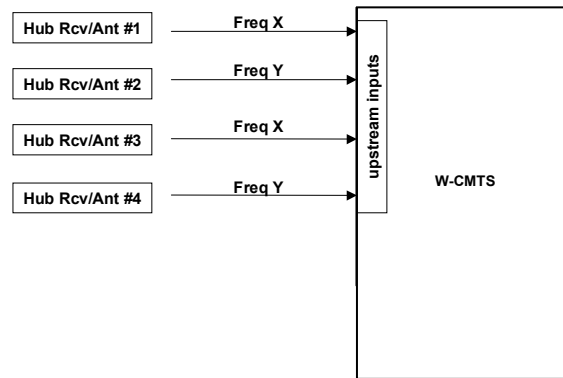 Hub Rcv/Ant #1
Freq X
Hub Rcv/Ant #2
Freq Y
Hub Rcv/Ant #3
Freq X
Hub Rcv/Ant #4
Freq Y
upstream inputs
W-CMTS